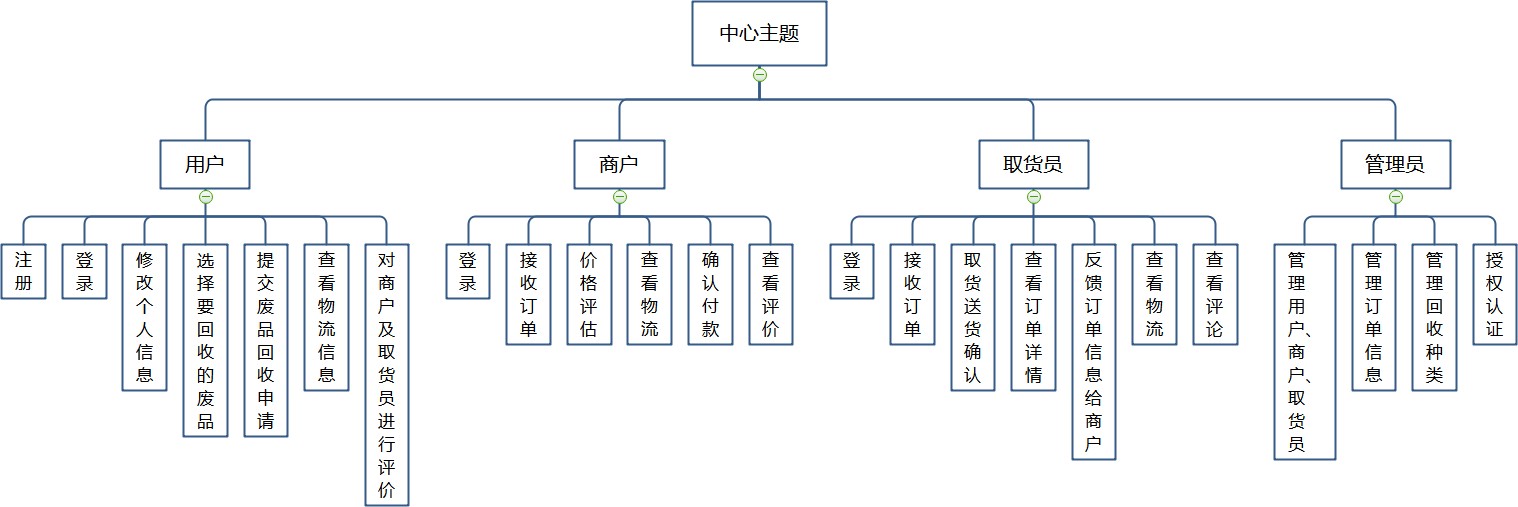 中心主题
用户
商户
取货员
管理员
注册
登录
修改个人信息
选择要回收的废品
提交废品回收申请
查看物流信息
对商户及取货员进行评价
登录
接收订单
价格评估
查看物流
确认付款
查看评价
登录
接收订单
取货送货确认
查看订单详情
反馈订单信息给商户
查看物流
查看评论
管理用户、商户、取货员
管理订单信息
管理回收种类
授权认证